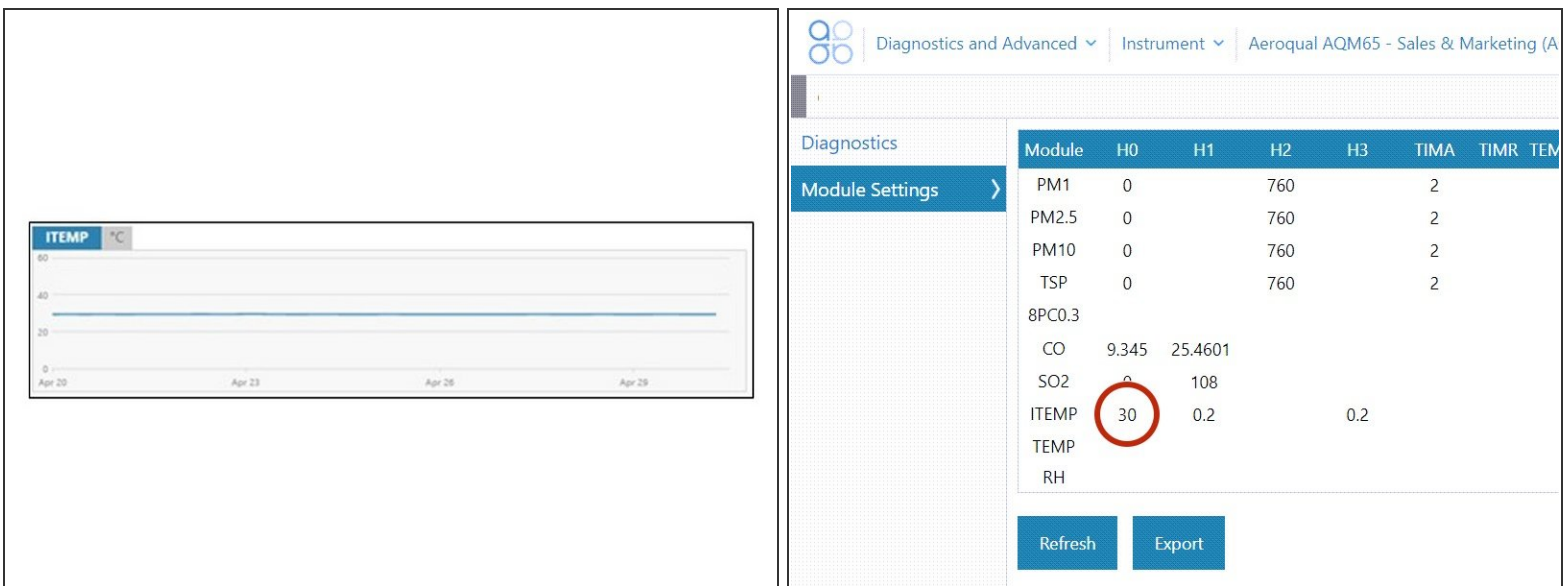 ITEMP °C
60
40
20
0
Apr 20 Apr 23 Apr 26 Apr 29
Diagnostics and Advanced Instrument Aeroqual AQM65 - Sales & Marketing (A
Diagnostics
Module Settings
Module H0 H1 H2 H3 TIMA TIMR TEM
PM1 0 760 2
PM2.5 0 760 2
PM10 0 760 2
TSP 0 760 2
8PC0.3
CO 9.345 25.4601
SO2 0 108
ITEMP 30 0.2 0.2
TEMP
RH
Refresh Export